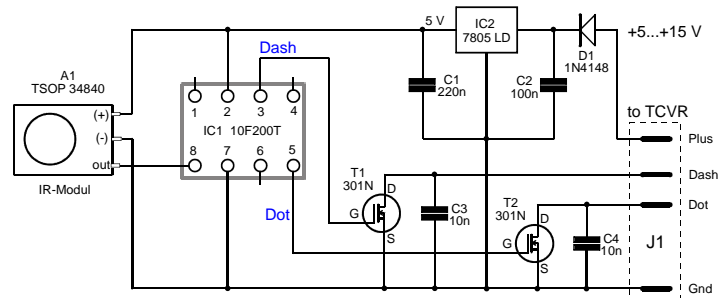 5 V
IC2
7805 LD
D1
1N4148
+5...+15 V
Dash
A1
TSOP 34840
C1
220n
C2
100n
to TCVR
(+)
(-)
out
IR-Modul
1
2
3
4
IC1 10F200T
8
7
6
5
Plus
Dash
Dot
Gnd
J1
Dot
T1
301N
D
G
S
C3
10n
T2
301N
D
G
S
C4
10n